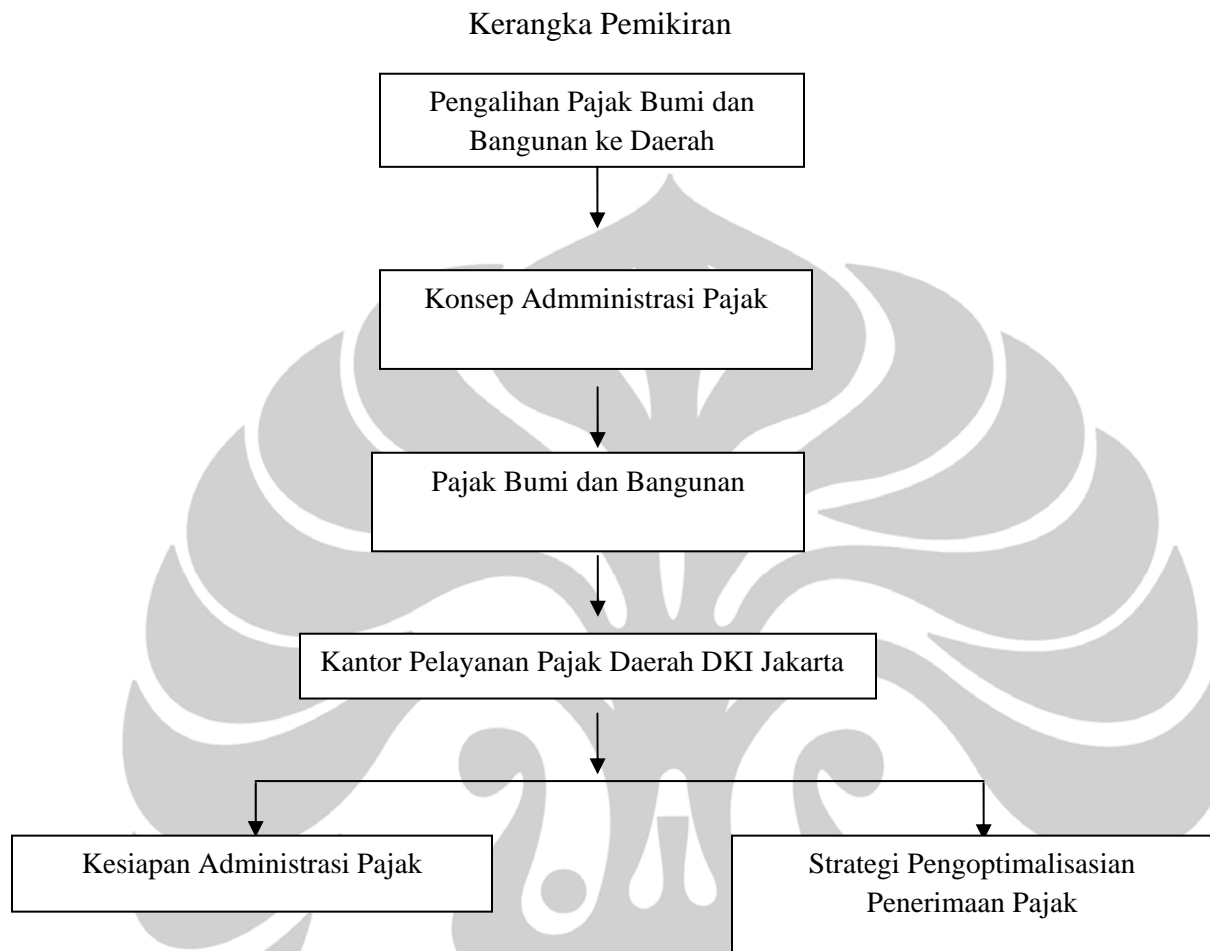 Kerangka Pemikiran
Pengalihan Pajak Bumi dan
Bangunan ke Daerah
Konsep Admministrasi Pajak
Pajak Bumi dan Bangunan
Kantor Pelayanan Pajak Daerah DKI Jakarta
Kesiapan Administrasi Pajak
Strategi Pengoptimalisasian
Penerimaan Pajak